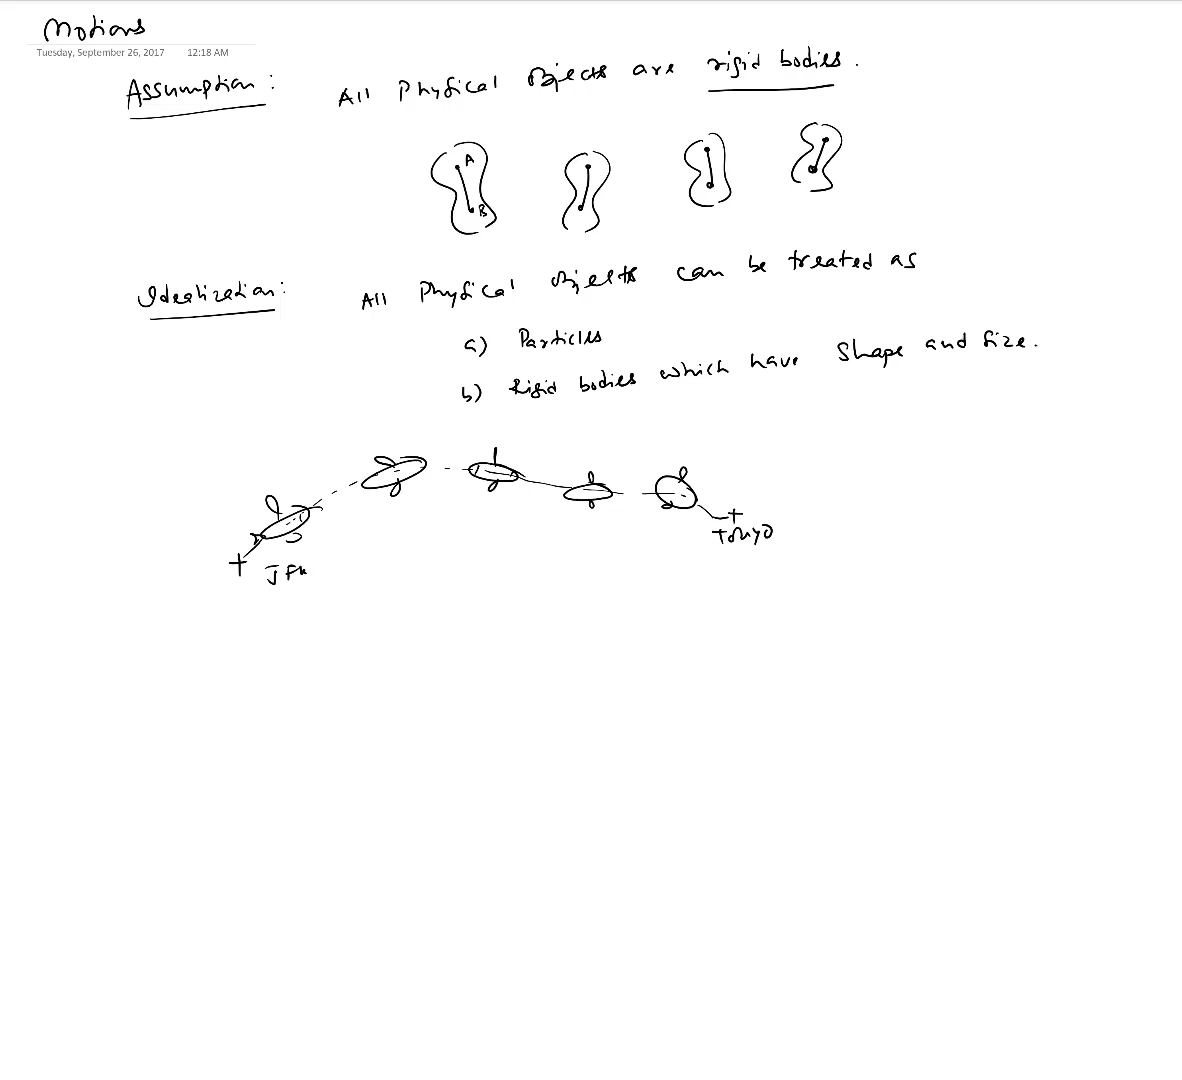 Motions
Tuesday, September 26, 2017 12:18 AM
Assumption: All Physical Objects are rigid bodies.
A
B
Idealization: All Physical objects can be treated as
a) Particles
b) Rigid bodies which have Shape and Size.
Tokyo
JFK